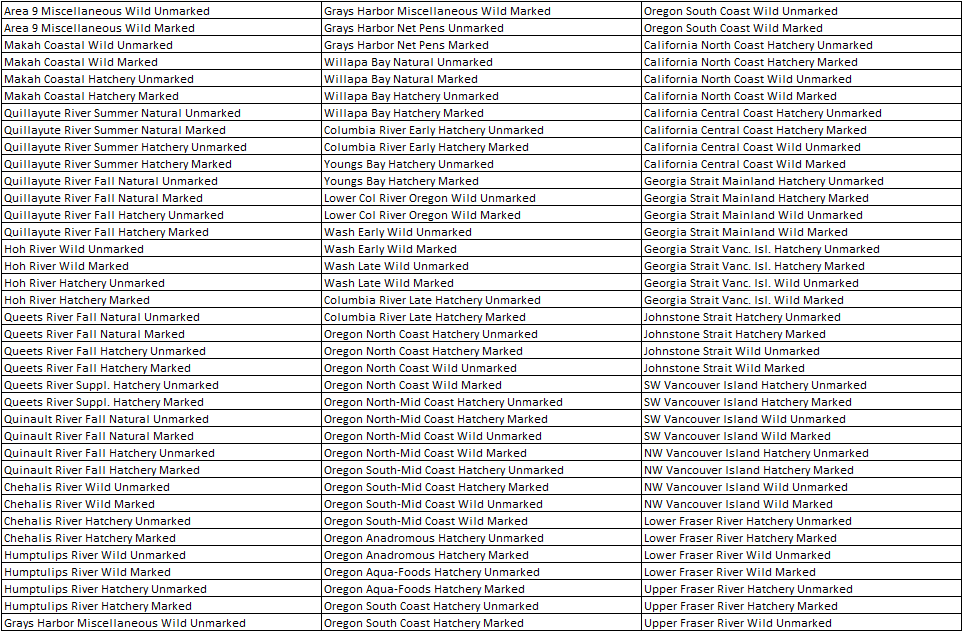 Area 9 Miscellaneous Wild Unmarked
Area 9 Miscellaneous Wild Marked
Makah Coastal Wild Unmarked
Makah Coastal Wild Marked
Makah Coastal Hatchery Unmarked
Makah Coastal Hatchery Marked
Quillayute River Summer Natural Unmarked
Quillayute River Summer Natural Marked
Quillayute River Summer Hatchery Unmarked
Quillayute River Summer Hatchery Marked
Quillayute River Fall Natural Unmarked
Quillayute River Fall Natural Marked
Quillayute River Fall Hatchery Unmarked
Quillayute River Fall Hatchery Marked
Hoh River Wild Unmarked
Hoh River Wild Marked
Hoh River Hatchery Unmarked
Hoh River Hatchery Marked
Queets River Fall Natural Unmarked
Queets River Fall Natural Marked
Queets River Fall Hatchery Unmarked
Queets River Fall Hatchery Marked
Queets River Suppl. Hatchery Unmarked
Queets River Suppl. Hatchery Marked
Quinault River Fall Natural Unmarked
Quinault River Fall Natural Marked
Quinault River Fall Hatchery Unmarked
Quinault River Fall Hatchery Marked
Chehalis River Wild Unmarked
Chehalis River Wild Marked
Chehalis River Hatchery Unmarked
Chehalis River Hatchery Marked
Humptulips River Wild Unmarked
Humptulips River Wild Marked
Humptulips River Hatchery Unmarked
Humptulips River Hatchery Marked
Grays Harbor Miscellaneous Wild Unmarked
Grays Harbor Miscellaneous Wild Marked
Grays Harbor Net Pens Unmarked
Grays Harbor Net Pens Marked
Willapa Bay Natural Unmarked
Willapa Bay Natural Marked
Willapa Bay Hatchery Unmarked
Willapa Bay Hatchery Marked
Columbia River Early Hatchery Unmarked
Columbia River Early Hatchery Marked
Youngs Bay Hatchery Unmarked
Youngs Bay Hatchery Marked
Lower Col River Oregon Wild Unmarked
Lower Col River Oregon Wild Marked
Wash Early Wild Unmarked
Wash Early Wild Marked
Wash Late Wild Unmarked
Wash Late Wild Marked
Columbia River Late Hatchery Unmarked
Columbia River Late Hatchery Marked
Oregon North Coast Hatchery Unmarked
Oregon North Coast Hatchery Marked
Oregon North Coast Wild Unmarked
Oregon North Coast Wild Marked
Oregon North-Mid Coast Hatchery Unmarked
Oregon North-Mid Coast Hatchery Marked
Oregon North-Mid Coast Wild Unmarked
Oregon North-Mid Coast Wild Marked
Oregon South-Mid Coast Hatchery Unmarked
Oregon South-Mid Coast Hatchery Marked
Oregon South-Mid Coast Wild Unmarked
Oregon South-Mid Coast Wild Marked
Oregon Anadromous Hatchery Unmarked
Oregon Anadromous Hatchery Marked
Oregon Aqua-Foods Hatchery Unmarked
Oregon Aqua-Foods Hatchery Marked
Oregon South Coast Hatchery Unmarked
Oregon South Coast Hatchery Marked
Oregon South Coast Wild Unmarked
Oregon South Coast Wild Marked
California North Coast Hatchery Unmarked
California North Coast Hatchery Marked
California North Coast Wild Unmarked
California North Coast Wild Marked
California Central Coast Hatchery Unmarked
California Central Coast Hatchery Marked
California Central Coast Wild Unmarked
California Central Coast Wild Marked
Georgia Strait Mainland Hatchery Unmarked
Georgia Strait Mainland Hatchery Marked
Georgia Strait Mainland Wild Unmarked
Georgia Strait Mainland Wild Marked
Georgia Strait Vanc. Isl. Hatchery Unmarked
Georgia Strait Vanc. Isl. Hatchery Marked
Georgia Strait Vanc. Isl. Wild Unmarked
Georgia Strait Vanc. Isl. Wild Marked
Johnstone Strait Hatchery Unmarked
Johnstone Strait Hatchery Marked
Johnstone Strait Wild Unmarked
Johnstone Strait Wild Marked
SW Vancouver Island Hatchery Unmarked
SW Vancouver Island Hatchery Marked
SW Vancouver Island Wild Unmarked
SW Vancouver Island Wild Marked
NW Vancouver Island Hatchery Unmarked
NW Vancouver Island Hatchery Marked
NW Vancouver Island Wild Unmarked
NW Vancouver Island Wild Marked
Lower Fraser River Hatchery Unmarked
Lower Fraser River Hatchery Marked
Lower Fraser River Wild Unmarked
Lower Fraser River Wild Marked
Upper Fraser River Hatchery Unmarked
Upper Fraser River Hatchery Marked
Upper Fraser River Wild Unmarked